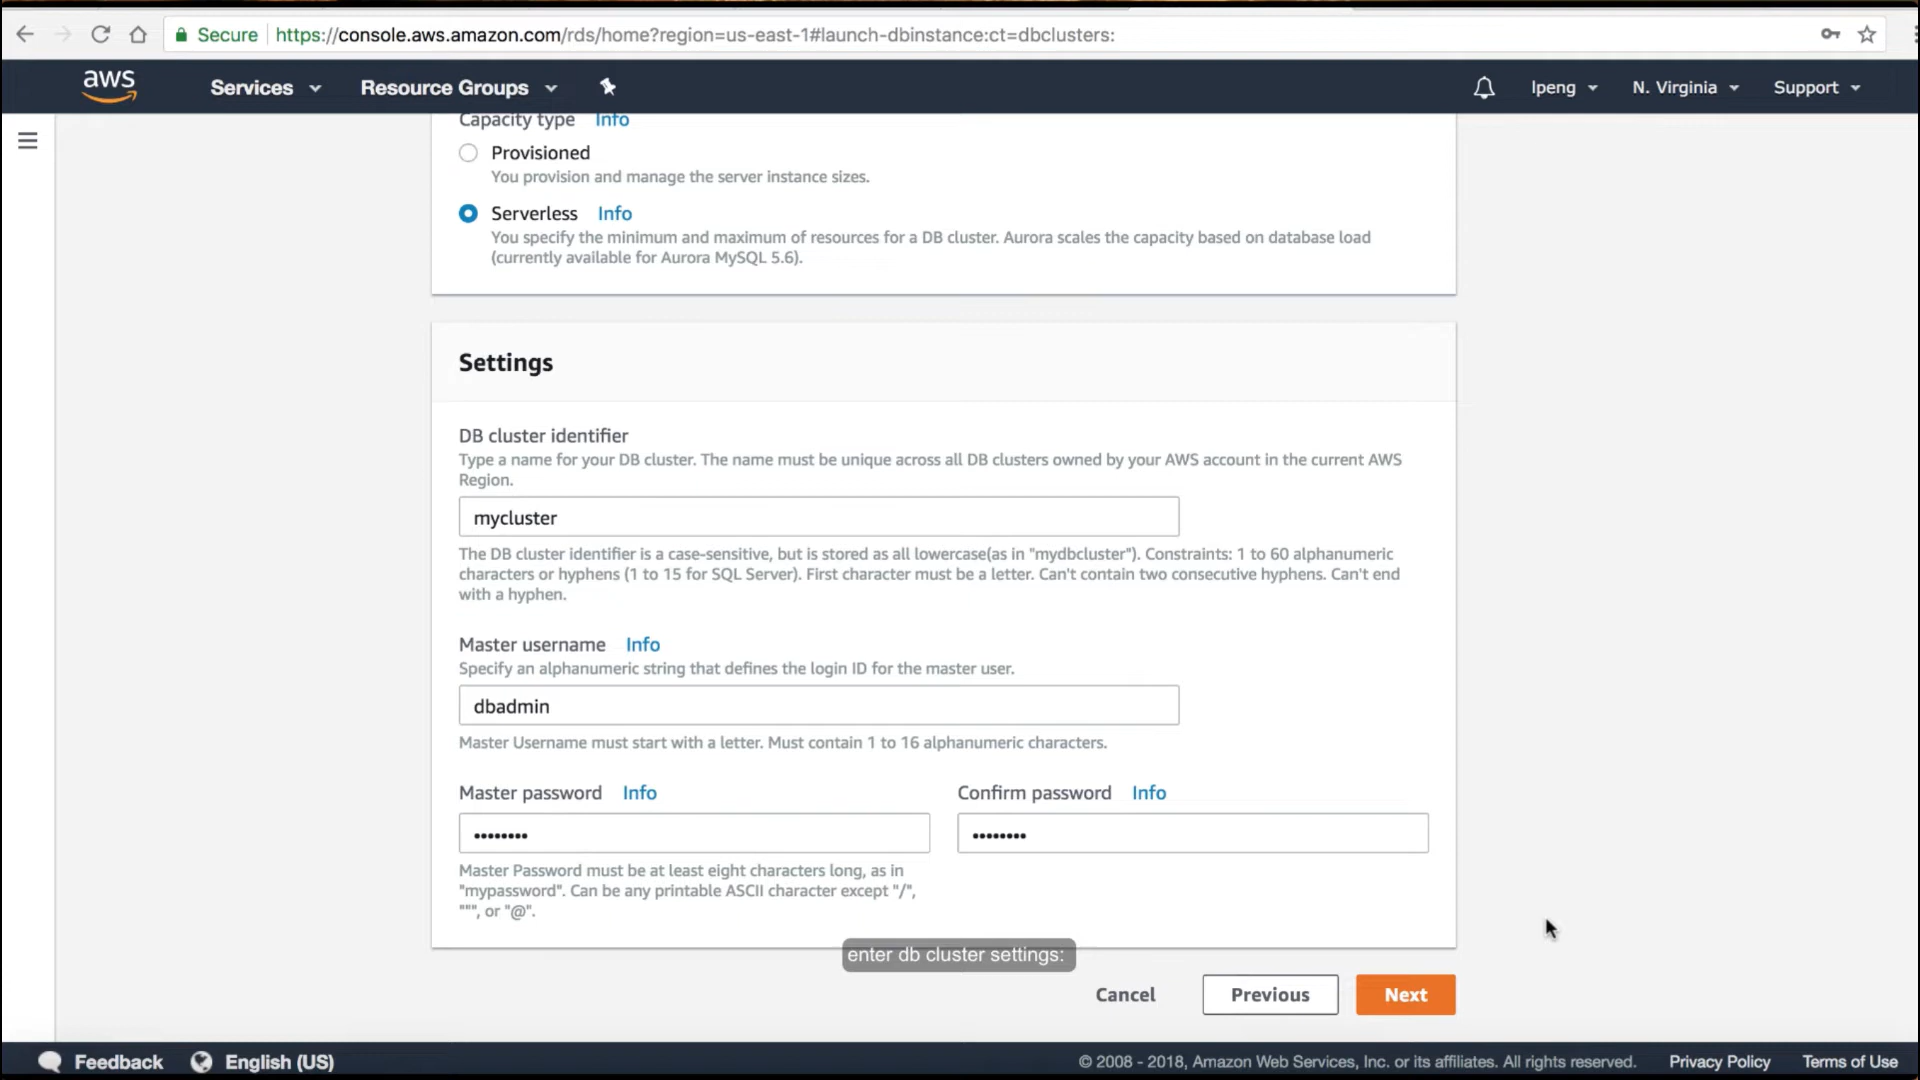 Secure https://console.aws.amazon.com/rds/home?region=us-east-1#launch-dbinstance:ct=dbclusters:
aws Services Resource Groups Ipeng N. Virginia Support
Capacity type Info
Provisioned
You provision and manage the server instance sizes.
Serverless Info
You specify the minimum and maximum of resources for a DB cluster. Aurora scales the capacity based on database load
(currently available for Aurora MySQL 5.6).
Settings
DB cluster identifier
Type a name for your DB cluster. The name must be unique across all DB clusters owned by your AWS account in the current AWS
Region.
mycluster
The DB cluster identifier is a case-sensitive, but is stored as all lowercase(as in "mydbcluster"). Constraints: 1 to 60 alphanumeric
characters or hyphens (1 to 15 for SQL Server). First character must be a letter. Can't contain two consecutive hyphens. Can't end
with a hyphen.
Master username Info
Specify an alphanumeric string that defines the login ID for the master user.
dbadmin
Master Username must start with a letter. Must contain 1 to 16 alphanumeric characters.
Master password Info Confirm password Info
•••••••• ••••••••
Master Password must be at least eight characters long, as in
"mypassword". Can be any printable ASCII character except "/",
""", or "@".
enter db cluster settings:
Cancel Previous Next
Feedback English (US) © 2008 - 2018, Amazon Web Services, Inc. or its affiliates. All rights reserved. Privacy Policy Terms of Use